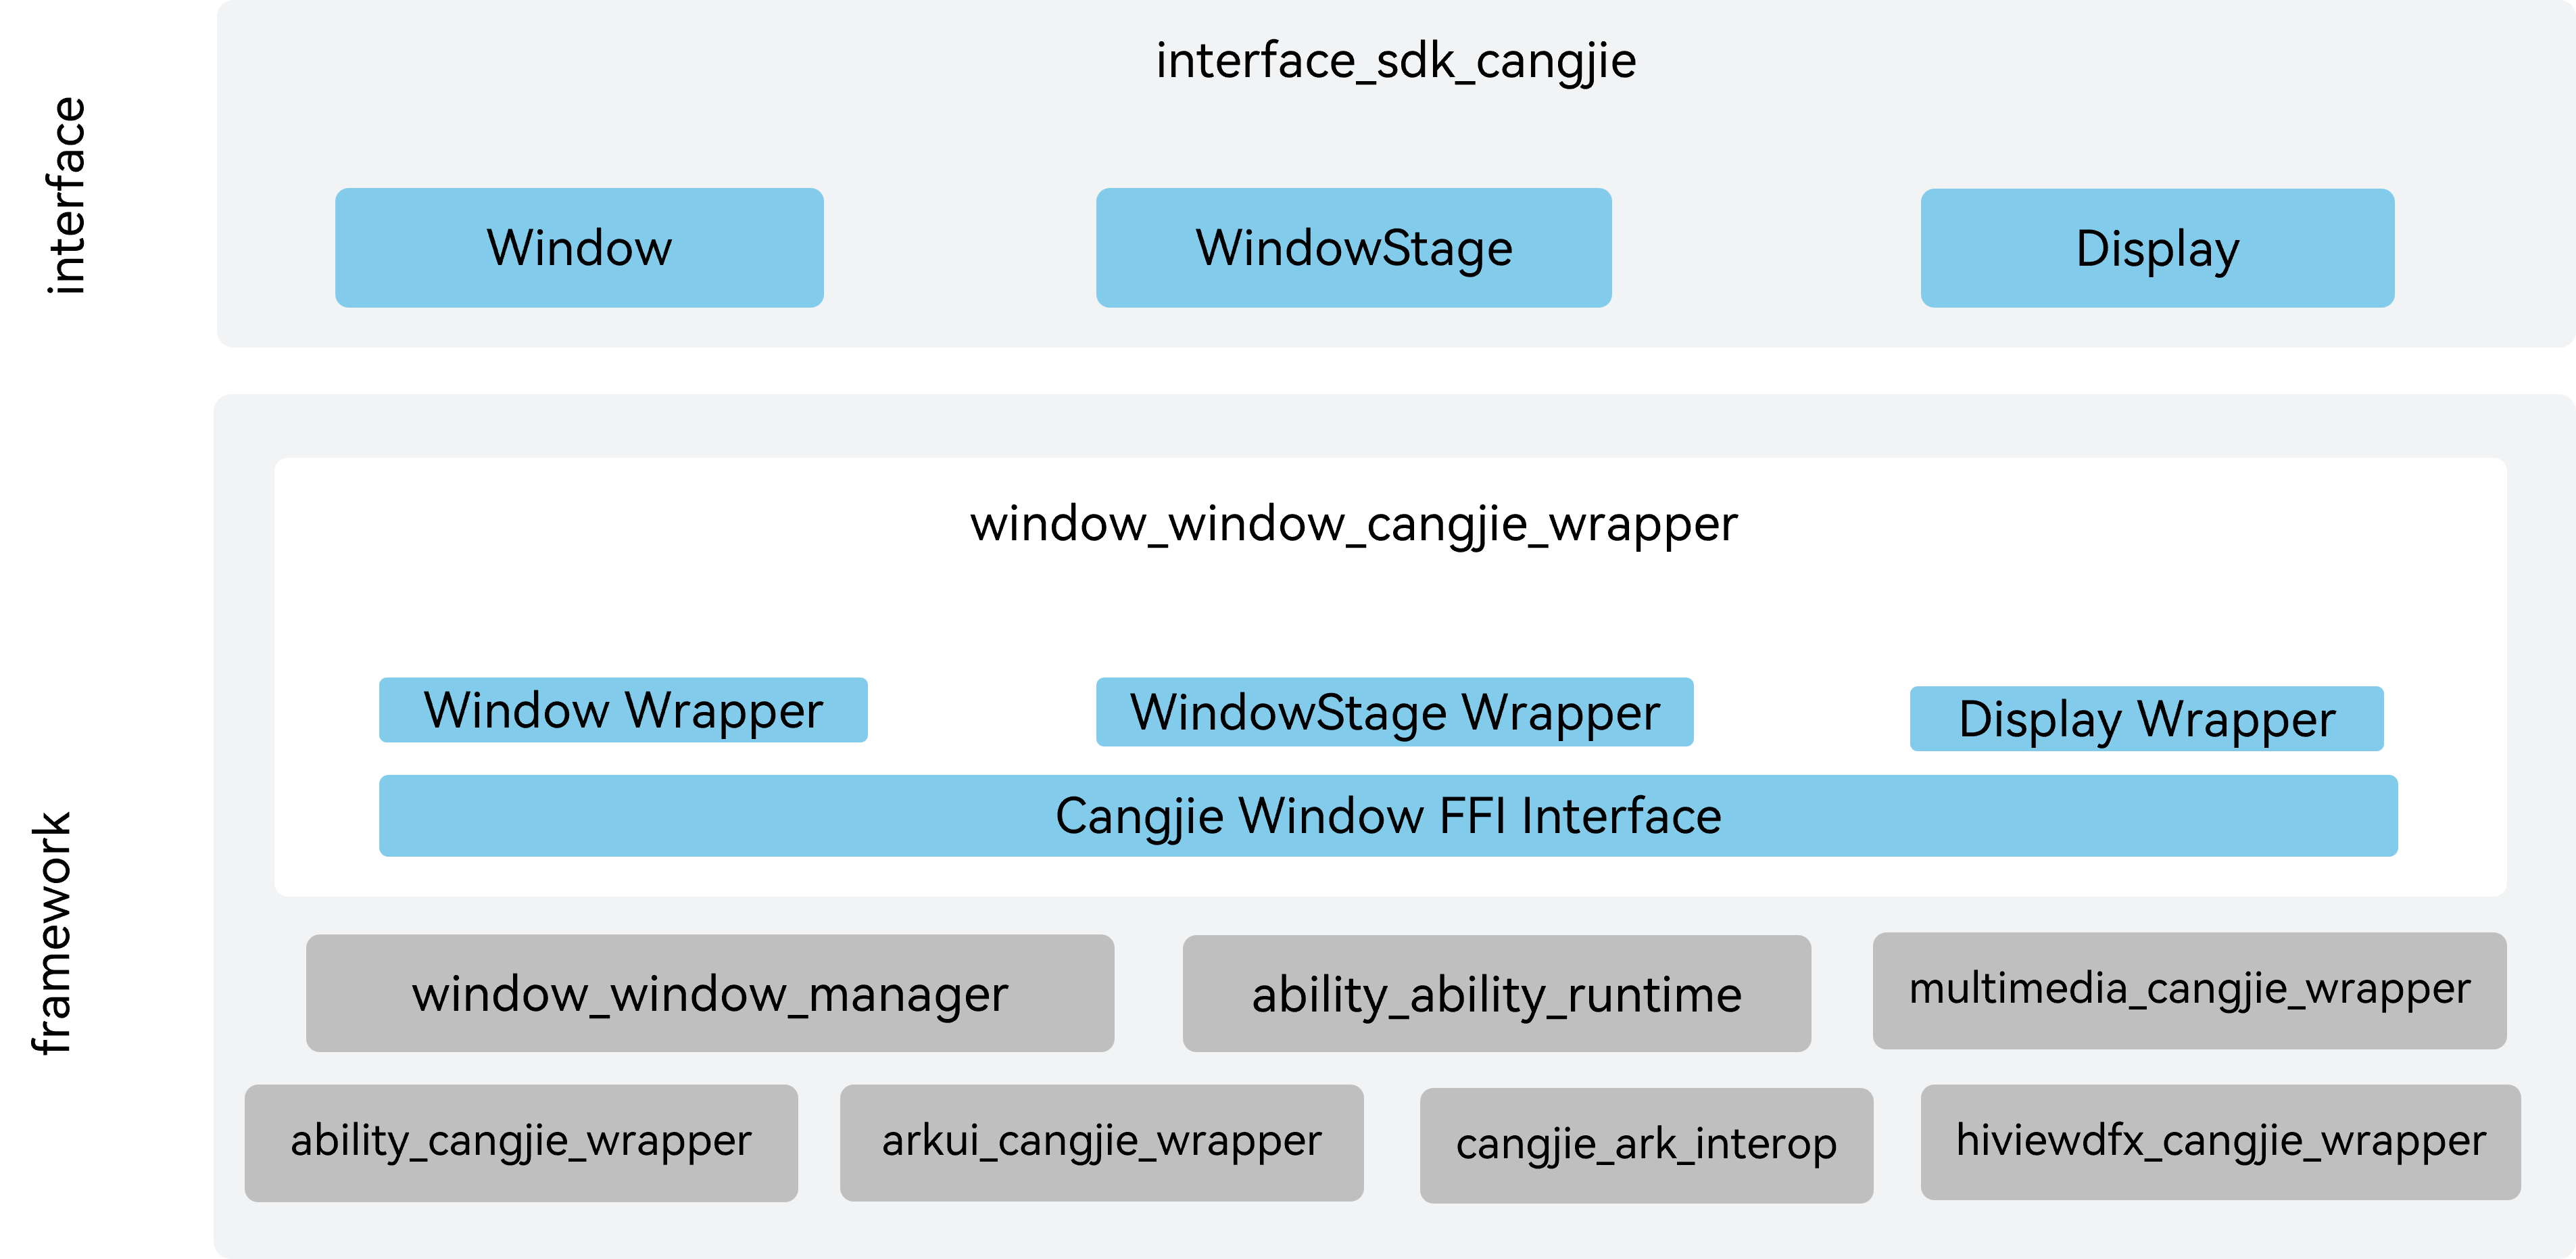 interface
interface_sdk_cangjie
Window
WindowStage
Display
framework
window_window_cangjie_wrapper
Window Wrapper
WindowStage Wrapper
Display Wrapper
Cangjie Window FFI Interface
window_window_manager
ability_ability_runtime
multimedia_cangjie_wrapper
ability_cangjie_wrapper
arkui_cangjie_wrapper
cangjie_ark_interop
hiviewdfx_cangjie_wrapper